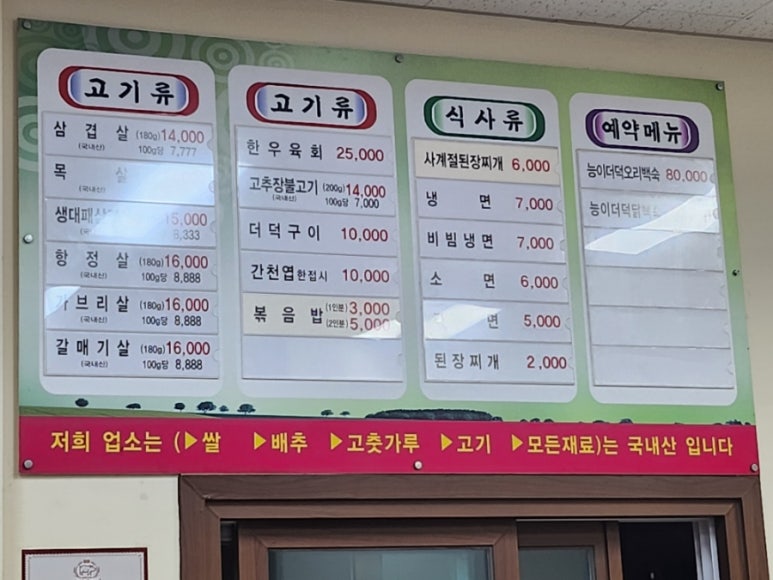 고기류
삼겹살 (180g) 14,000
(국내산) 100g당 7,777
목 살
(국내산)
생대패삼 15,000
8,333
항정살 (180g) 16,000
(국내산) 100g당 8,888
가브리살 (180g) 16,000
(국내산) 100g당 8,888
갈매기살 (180g) 16,000
(국내산) 100g당 8,888
고기류
한우육회 25,000
고추장불고기 (200g) 14,000
(국내산) 100g당 7,000
더덕구이 10,000
간천엽 한접시 10,000
볶음밥 (1인분) 3,000
(2인분) 5,000
식사류
사계절된장찌개 6,000
냉 면 7,000
비빔냉면 7,000
소 면 6,000
면 5,000
된장찌개 2,000
예약메뉴
능이더덕오리백숙 80,000
능이더덕닭백숙
저희 업소는 (▶쌀 ▶배추 ▶고춧가루 ▶고기 ▶모든재료)는 국내산 입니다